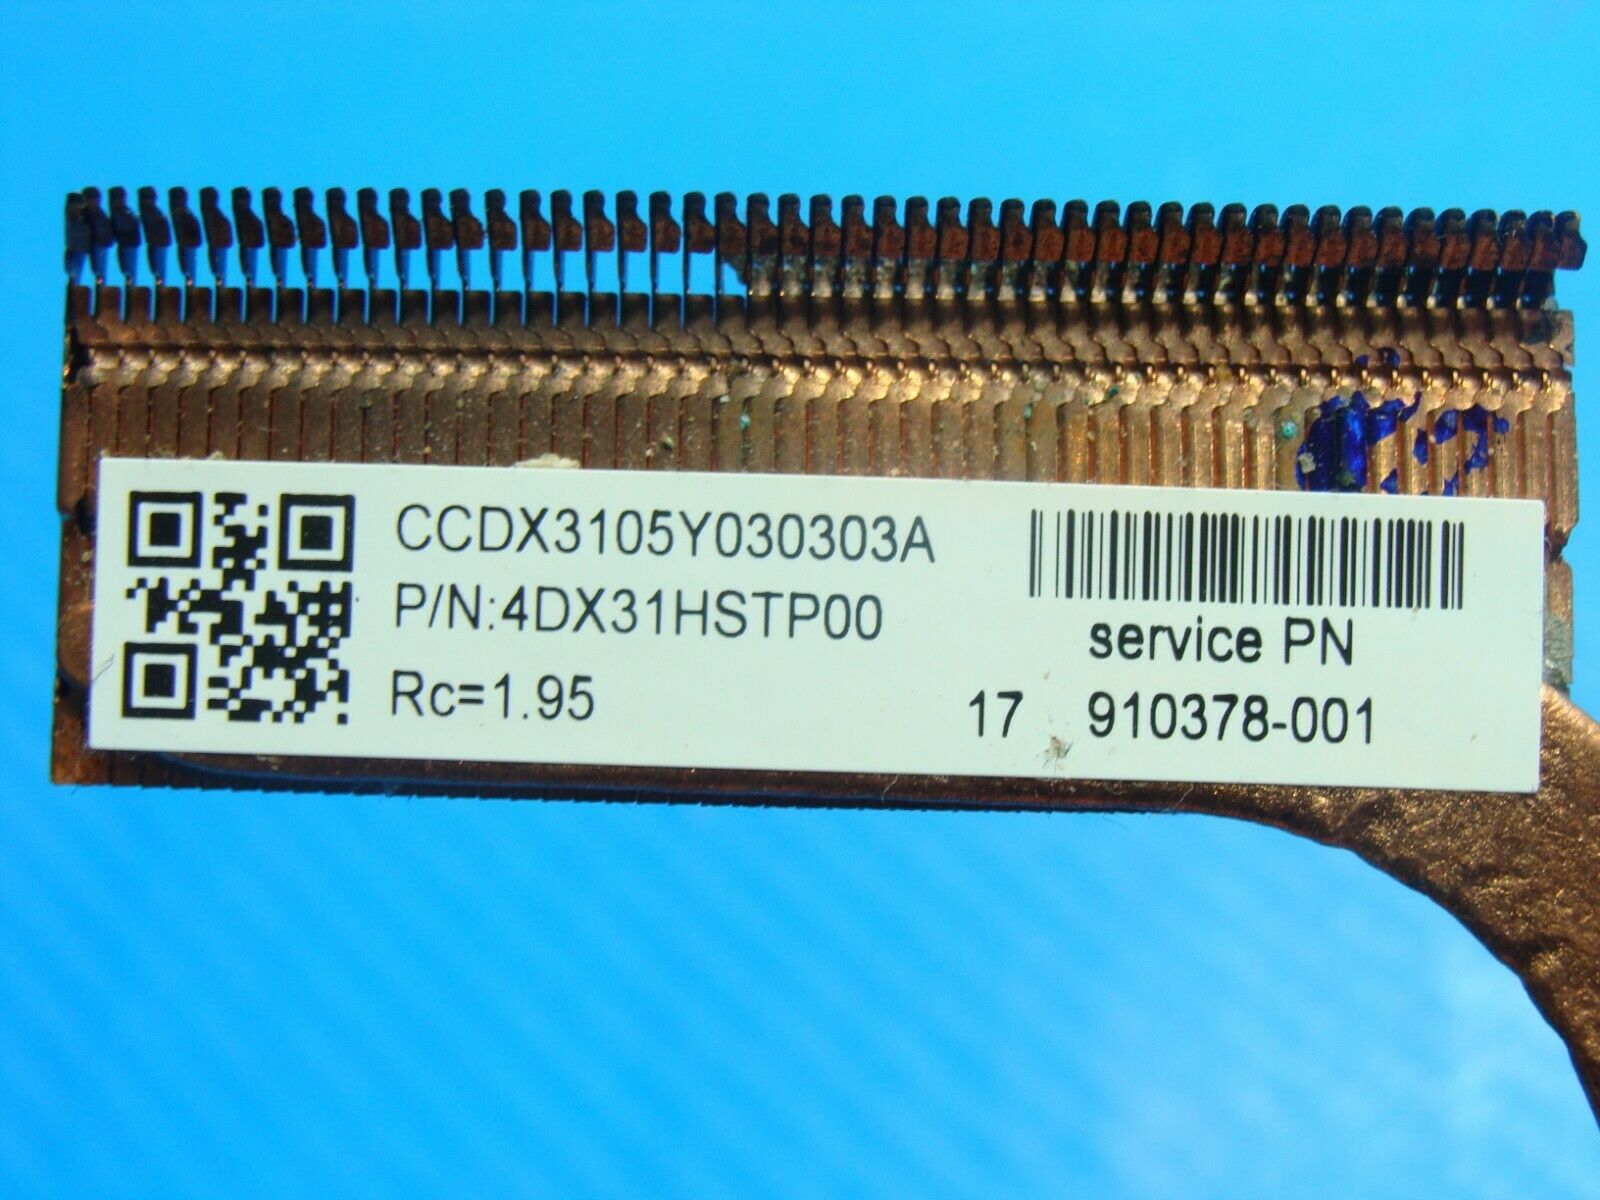 CCDX3105Y030303A
P/N:4DX31HSTP00
Rc=1.95
service PN
17 910378-001